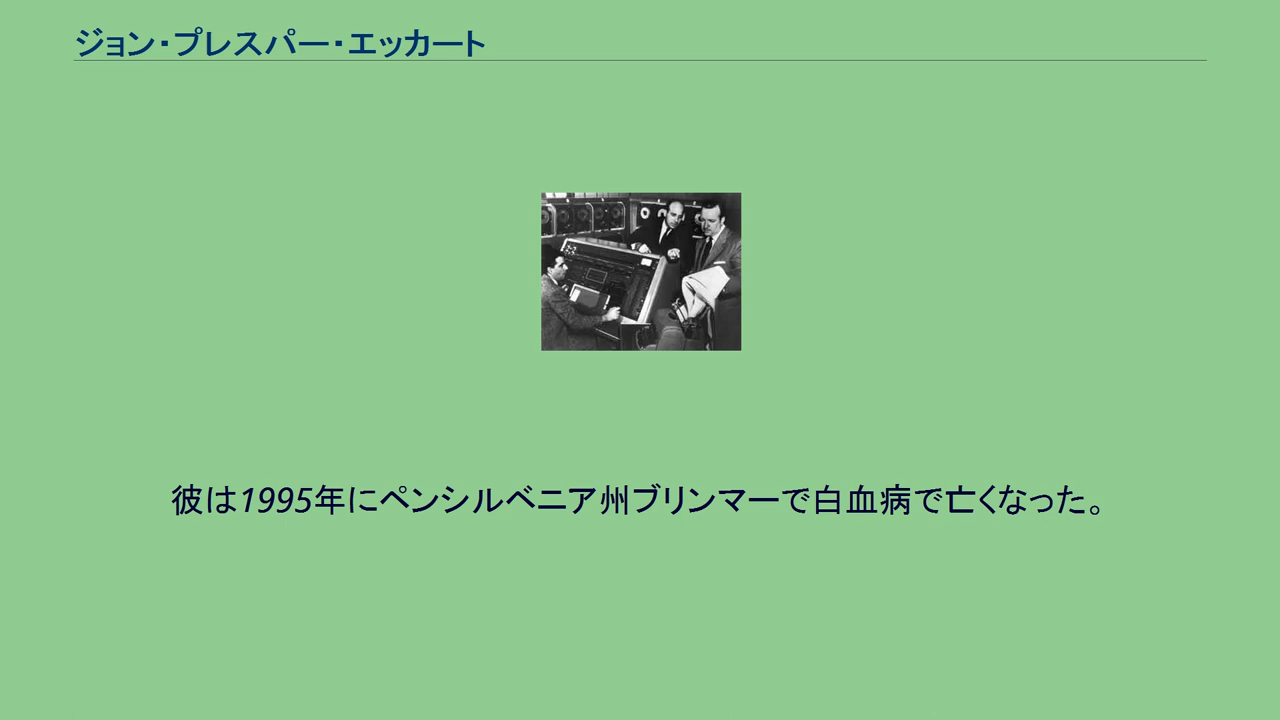 ジョン・プレスパー・エッカート
彼は1995年にペンシルベニア州ブリンマーで白血病で亡くなった。